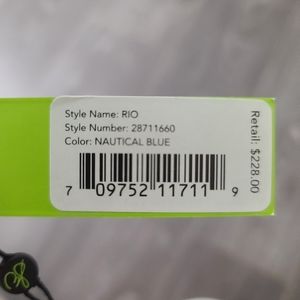 Style Name: RIO
Style Number: 28711660
Color: NAUTICAL BLUE
7 09752 11711 9
Retail: $228.00